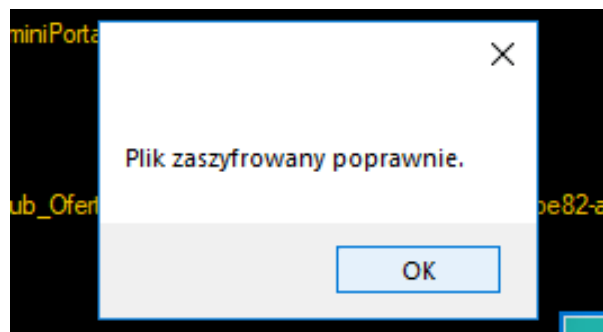 miniPorta
Plik zaszyfrowany poprawnie.
ub_Ofert
be82-a
OK